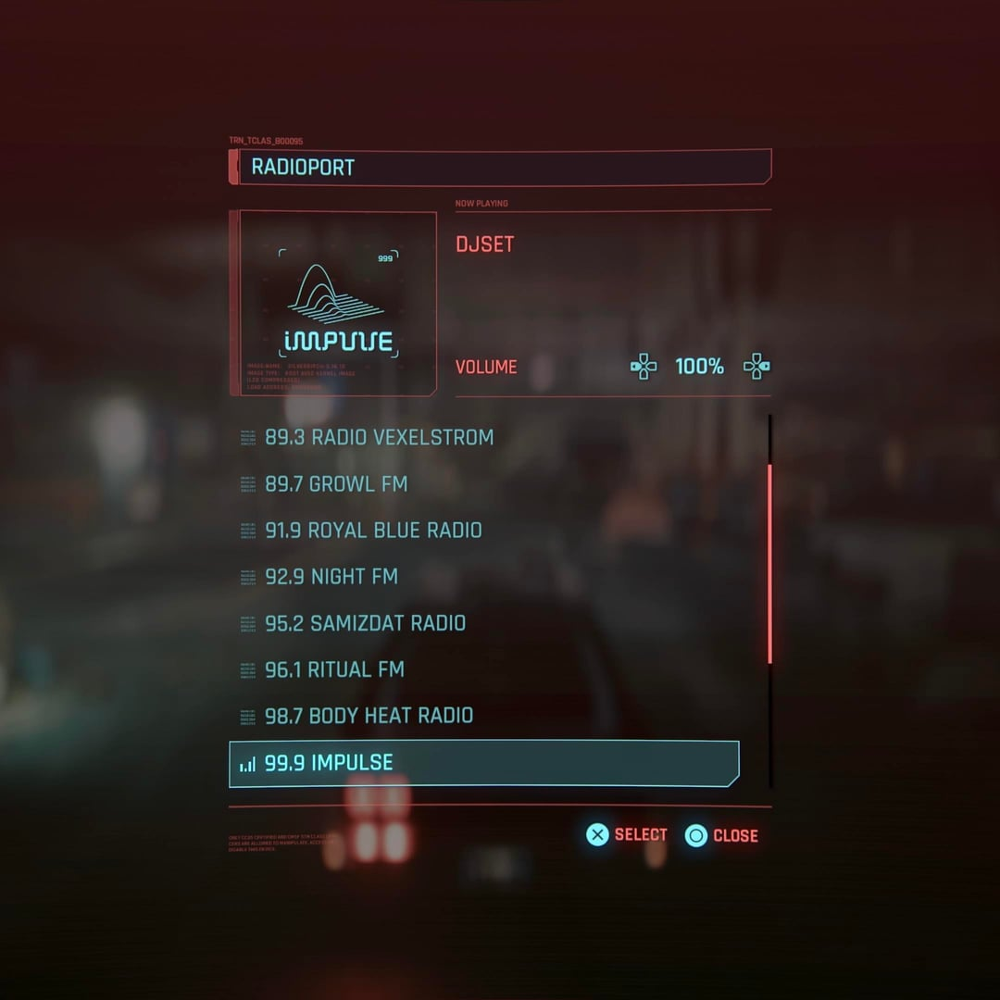 TRN_TCLAS_800095
RADIOPORT
NOW PLAYING
999
impulse
DJSET
VOLUME
100%
89.3 RADIO VEXELSTROM
89.7 GROWL FM
91.9 ROYAL BLUE RADIO
92.9 NIGHT FM
95.2 SAMIZDAT RADIO
96.1 RITUAL FM
98.7 BODY HEAT RADIO
99.9 IMPULSE
SELECT
CLOSE